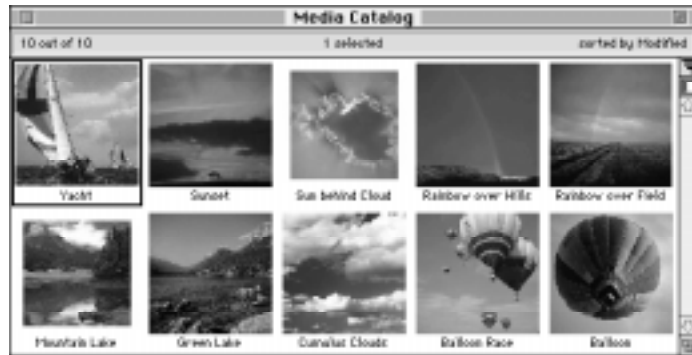 Media Catalog
10 out of 10 1 selected sorted by Modified
Yacht Sunset Sun behind Cloud Rainbow over Hills Rainbow over Field
Mountain Lake Green Lake Cumulus Clouds Balloon Race Balloon